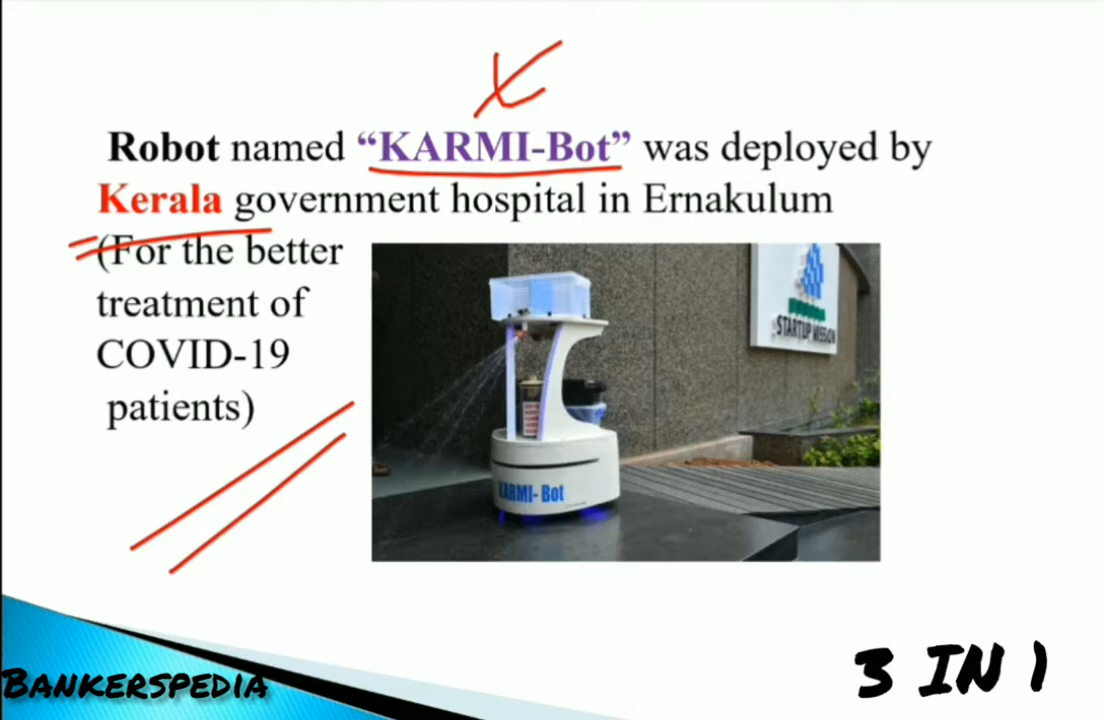 Robot named “KARMI-Bot” was deployed by
Kerala government hospital in Ernakulum
(For the better
treatment of
COVID-19
patients)
STARTUP MISSION
KARMI-Bot
BANKERSPEDIA
3 IN 1